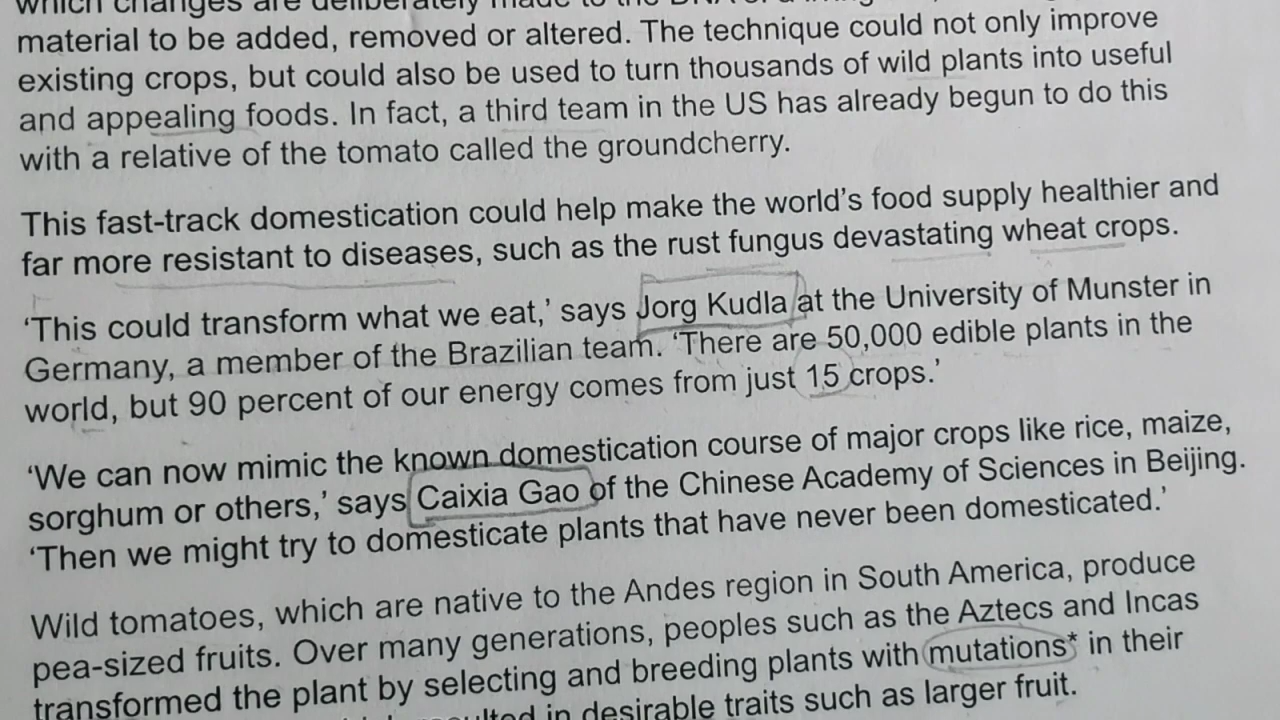 which changes are deliberately made to the DNA of a
material to be added, removed or altered. The technique could not only improve
existing crops, but could also be used to turn thousands of wild plants into useful
and appealing foods. In fact, a third team in the US has already begun to do this
with a relative of the tomato called the groundcherry.
This fast-track domestication could help make the world’s food supply healthier and
far more resistant to diseases, such as the rust fungus devastating wheat crops.
‘This could transform what we eat,’ says Jorg Kudla at the University of Munster in
Germany, a member of the Brazilian team. ‘There are 50,000 edible plants in the
world, but 90 percent of our energy comes from just 15 crops.’
‘We can now mimic the known domestication course of major crops like rice, maize,
sorghum or others,’ says Caixia Gao of the Chinese Academy of Sciences in Beijing.
‘Then we might try to domesticate plants that have never been domesticated.’
Wild tomatoes, which are native to the Andes region in South America, produce
pea-sized fruits. Over many generations, peoples such as the Aztecs and Incas
transformed the plant by selecting and breeding plants with mutations* in their
resulted in desirable traits such as larger fruit.